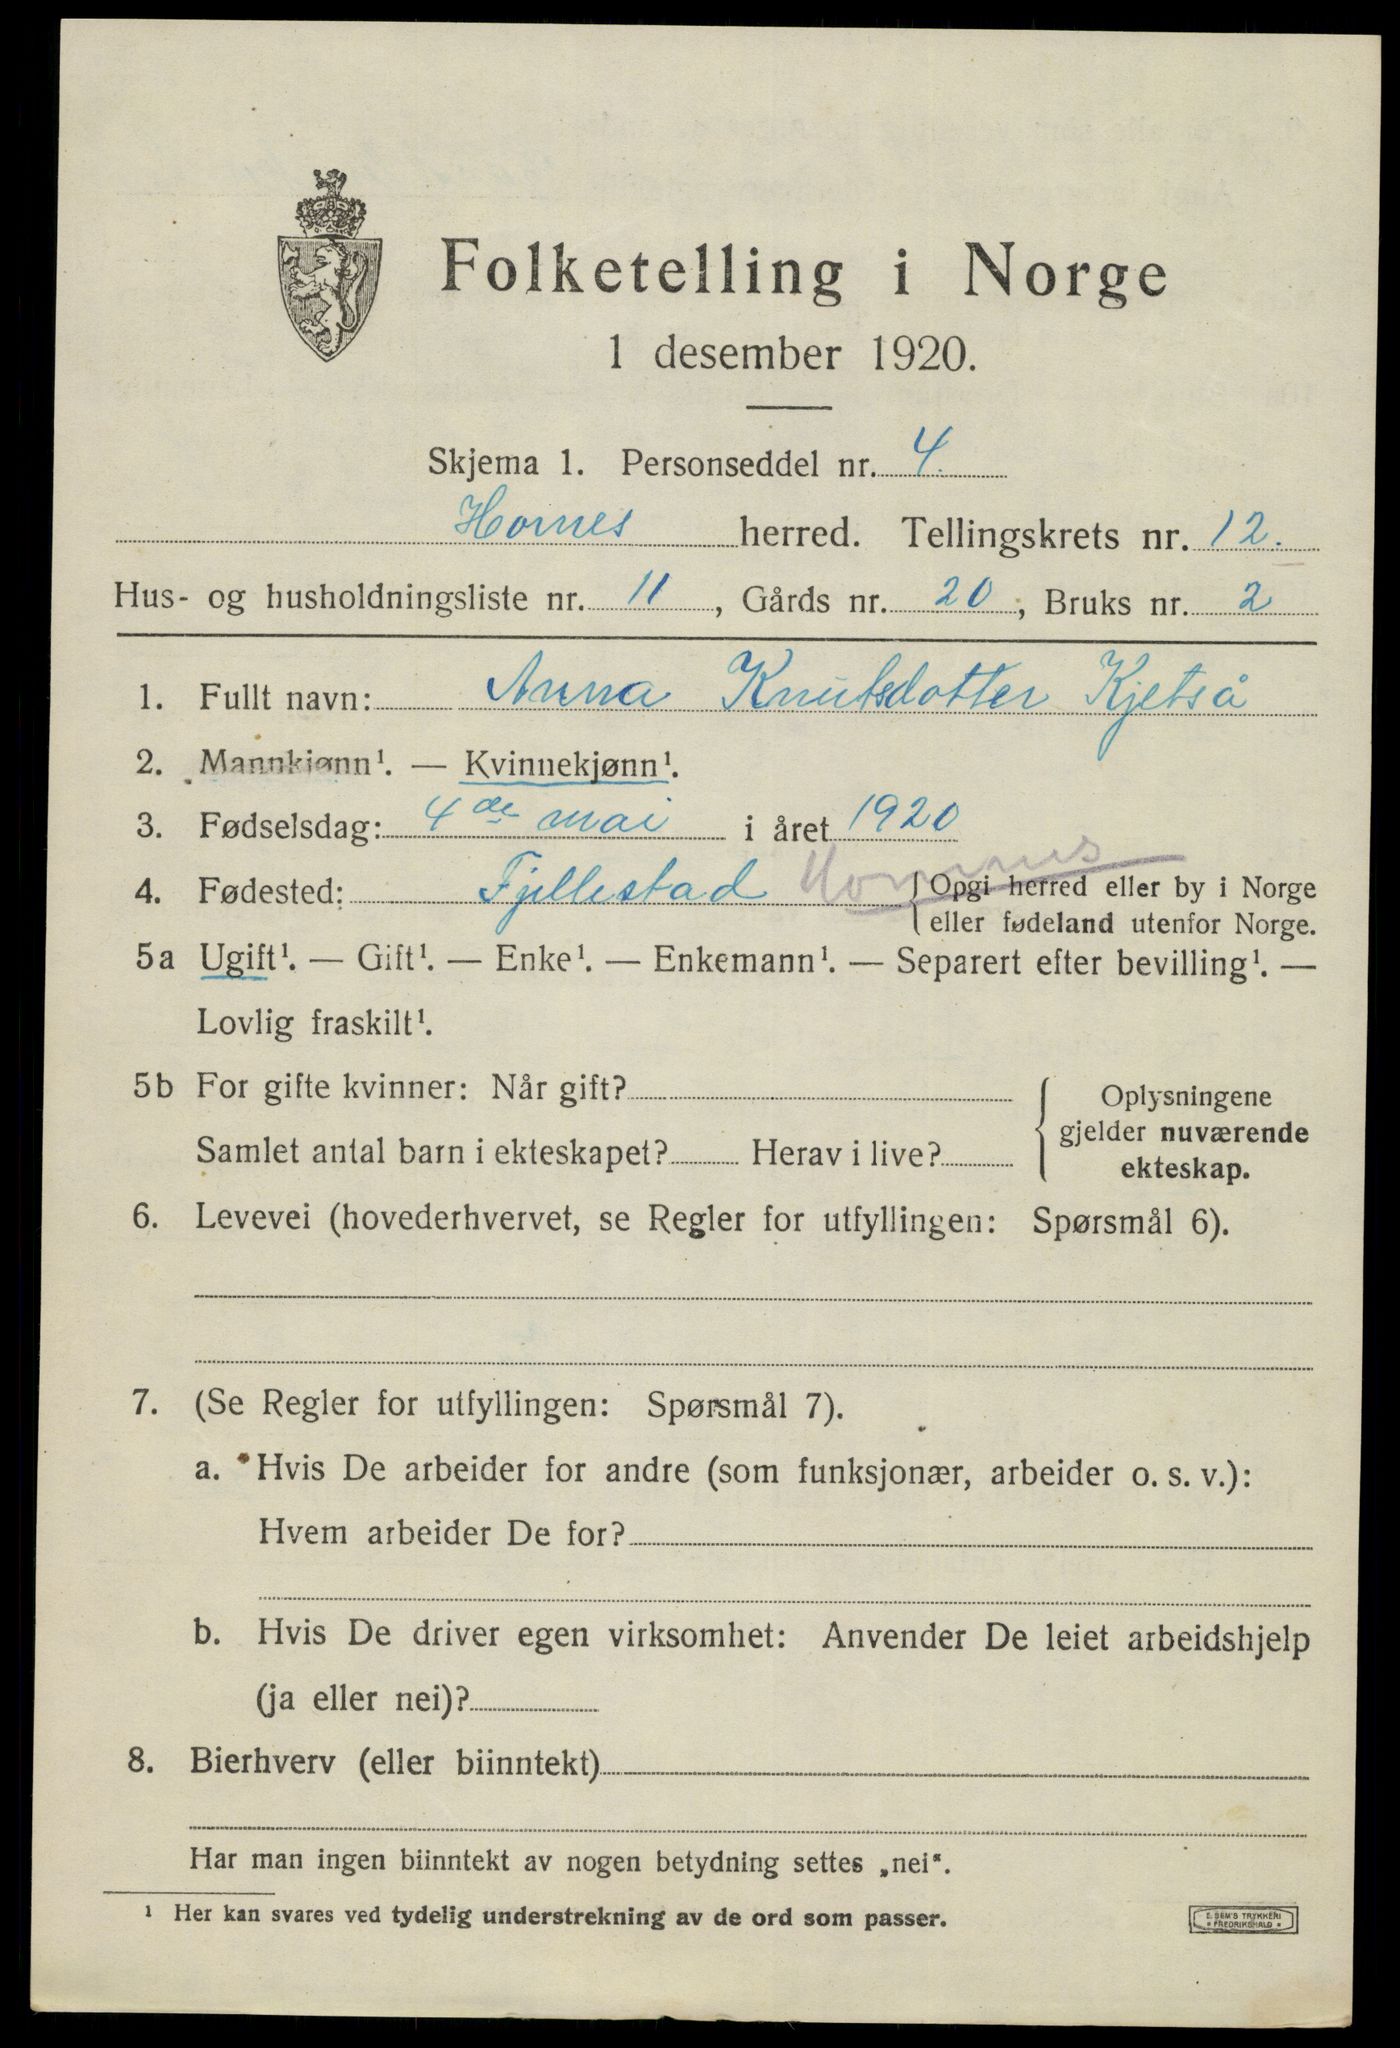 Folketelling i Norge
1 desember 1920.
Skjema 1. Personseddel nr. 4.
Hornes herred. Tellingskrets nr. 12.
Hus- og husholdningsliste nr. 11, Gårds nr. 20, Bruks nr. 2
1. Fullt navn: Anna Knutsdotter Kjetså
2. Mannkjønn¹. — Kvinnekjønn¹.
3. Fødselsdag: 4de mai i året 1920
4. Fødested: Fjellestad Hornnes {Opgi herred eller by i Norge
eller fødeland utenfor Norge.
5a Ugift¹. — Gift¹. — Enke¹. — Enkemann¹. — Separert efter bevilling¹. —
Lovlig fraskilt¹.
5b For gifte kvinner: Når gift? { Oplysningene
gjelder nuværende
Samlet antal barn i ekteskapet? Herav i live?
ekteskap.
6. Levevei (hovederhvervet, se Regler for utfyllingen: Spørsmål 6).
7. (Se Regler for utfyllingen: Spørsmål 7).
a. Hvis De arbeider for andre (som funksjonær, arbeider o. s. v.):
Hvem arbeider De for?
b. Hvis De driver egen virksomhet: Anvender De leiet arbeidshjelp
(ja eller nei)?
8. Bierhverv (eller biinntekt)
Har man ingen biinntekt av nogen betydning settes „nei“.
¹ Her kan svares ved tydelig understrekning av de ord som passer.
E. SEM'S TRYKKERI
FREDRIKSHALD